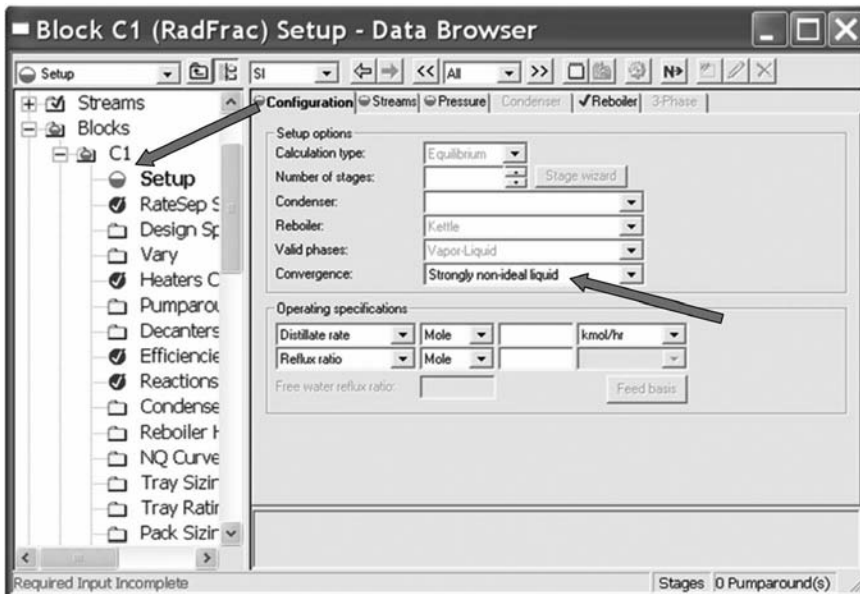 Block C1 (RadFrac) Setup - Data Browser
Setup
SI
<< All >>
N>
Streams
Blocks
C1
Setup
RateSep S
Design Sp
Vary
Heaters C
Pumparou
Decanters
Efficiencie
Reactions
Condense
Reboiler H
NQ Curve
Tray Sizir
Tray Ratir
Pack Sizir
Configuration Streams Pressure Condenser Reboiler 3-Phase
Setup options
Calculation type: Equilibrium
Number of stages: Stage wizard
Condenser:
Reboiler: Kettle
Valid phases: Vapor-Liquid
Convergence: Strongly non-ideal liquid
Operating specifications
Distillate rate Mole kmol/hr
Reflux ratio Mole
Free water reflux ratio: Feed basis
Required Input Incomplete Stages 0 Pumparound(s)